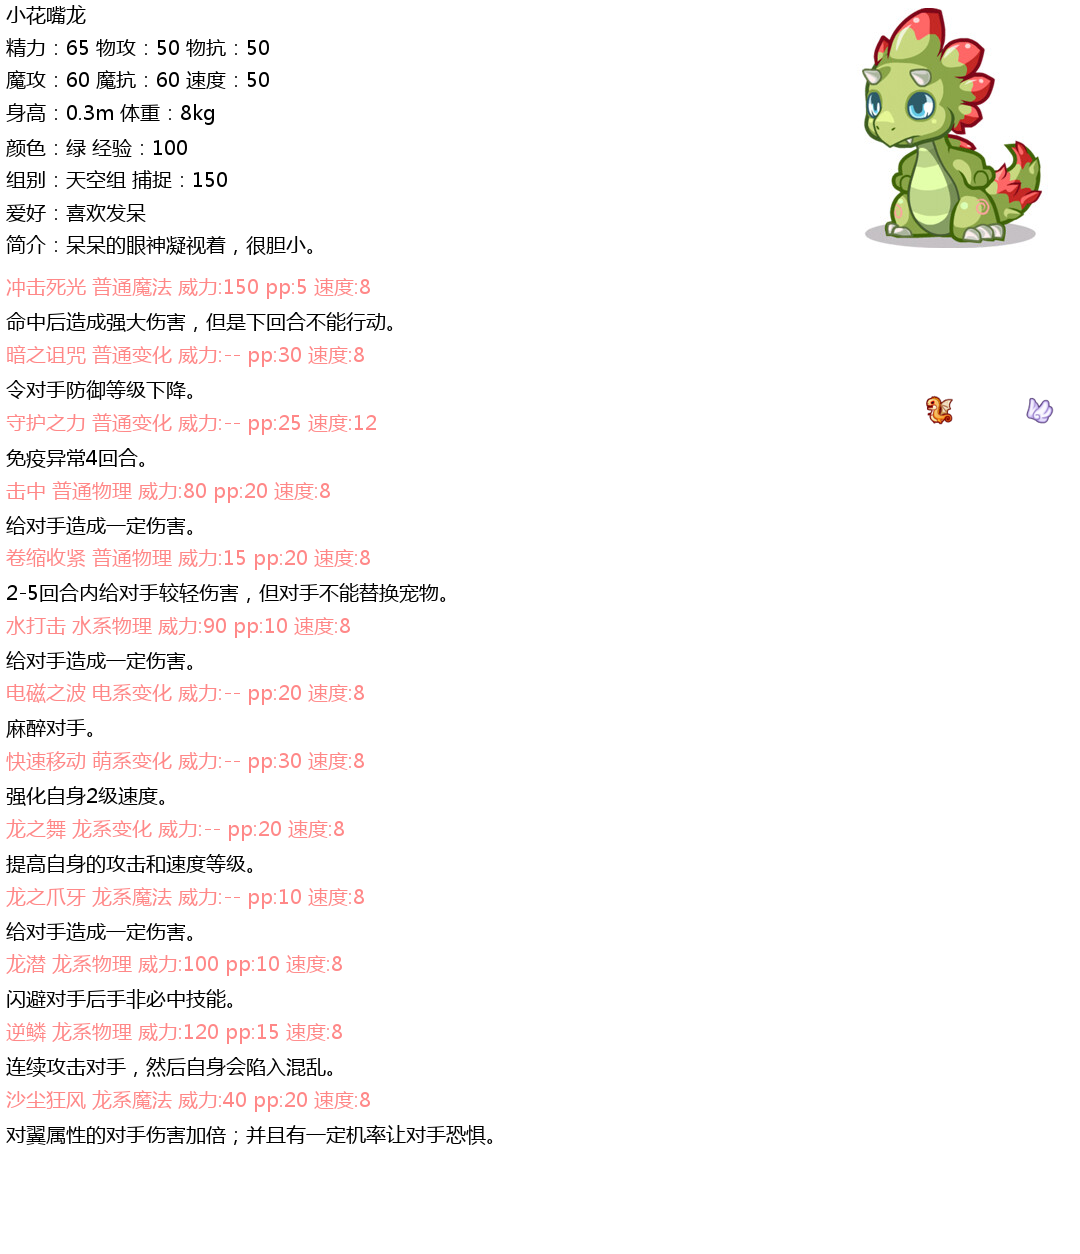 小花嘴龙
精力：65 物攻：50 物抗：50
魔攻：60 魔抗：60 速度：50
身高：0.3m 体重：8kg
颜色：绿 经验：100
组别：天空组 捕捉：150
爱好：喜欢发呆
简介：呆呆的眼神凝视着，很胆小。
冲击死光 普通魔法 威力:150 pp:5 速度:8
命中后造成强大伤害，但是下回合不能行动。
暗之诅咒 普通变化 威力:-- pp:30 速度:8
令对手防御等级下降。
守护之力 普通变化 威力:-- pp:25 速度:12
免疫异常4回合。
击中 普通物理 威力:80 pp:20 速度:8
给对手造成一定伤害。
卷缩收紧 普通物理 威力:15 pp:20 速度:8
2-5回合内给对手较轻伤害，但对手不能替换宠物。
水打击 水系物理 威力:90 pp:10 速度:8
给对手造成一定伤害。
电磁之波 电系变化 威力:-- pp:20 速度:8
麻醉对手。
快速移动 萌系变化 威力:-- pp:30 速度:8
强化自身2级速度。
龙之舞 龙系变化 威力:-- pp:20 速度:8
提高自身的攻击和速度等级。
龙之爪牙 龙系魔法 威力:-- pp:10 速度:8
给对手造成一定伤害。
龙潜 龙系物理 威力:100 pp:10 速度:8
闪避对手后手非必中技能。
逆鳞 龙系物理 威力:120 pp:15 速度:8
连续攻击对手，然后自身会陷入混乱。
沙尘狂风 龙系魔法 威力:40 pp:20 速度:8
对翼属性的对手伤害加倍；并且有一定机率让对手恐惧。